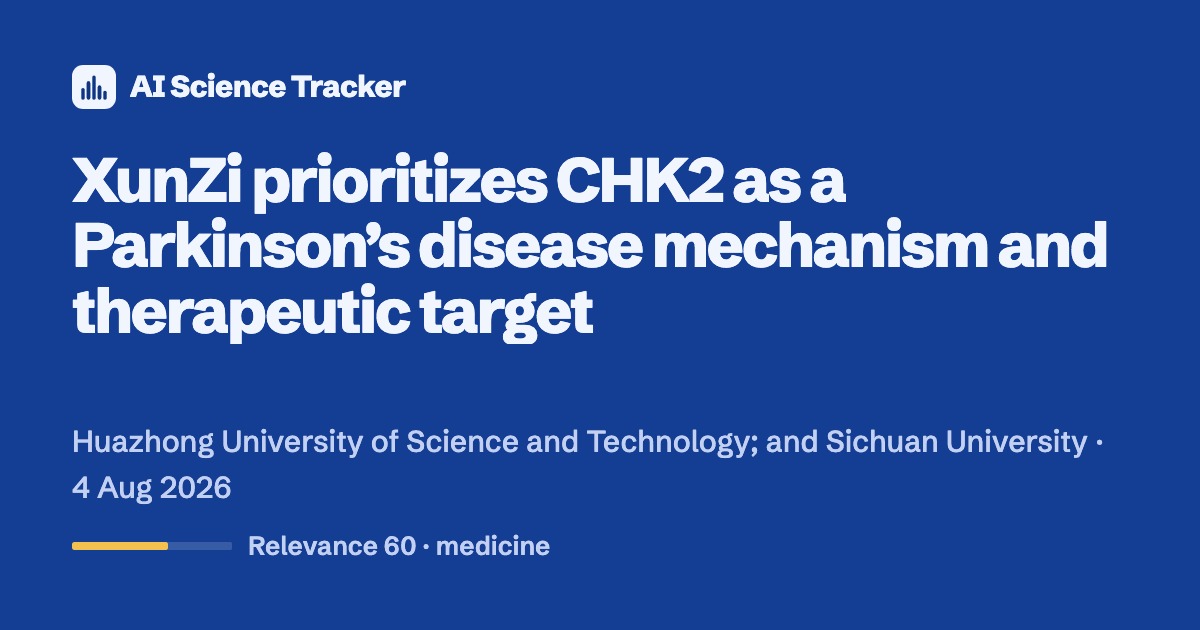 AI Science Tracker
XunZi prioritizes CHK2 as a
Parkinson’s disease mechanism and
therapeutic target
Huazhong University of Science and Technology; and Sichuan University ·
4 Aug 2026
Relevance 60 · medicine